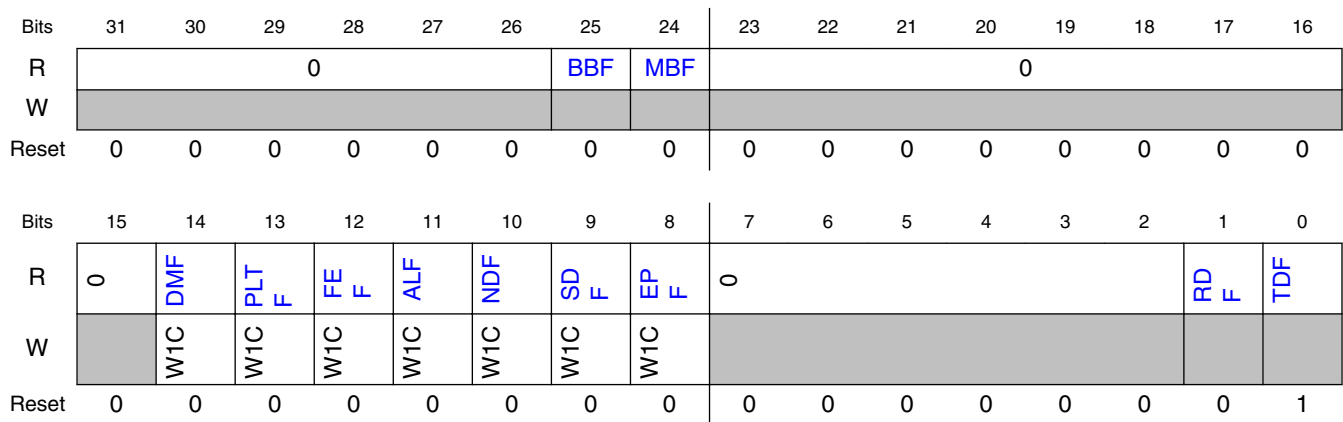 Bits 31 30 29 28 27 26 25 24 23 22 21 20 19 18 17 16
R 0 BBF MBF 0
W
Reset 0 0 0 0 0 0 0 0 0 0 0 0 0 0 0 0
Bits 15 14 13 12 11 10 9 8 7 6 5 4 3 2 1 0
R 0 DMF PLT F FE F ALF NDF SD F EP F 0 RD F TDF
W W1C W1C W1C W1C W1C W1C W1C
Reset 0 0 0 0 0 0 0 0 0 0 0 0 0 0 0 1